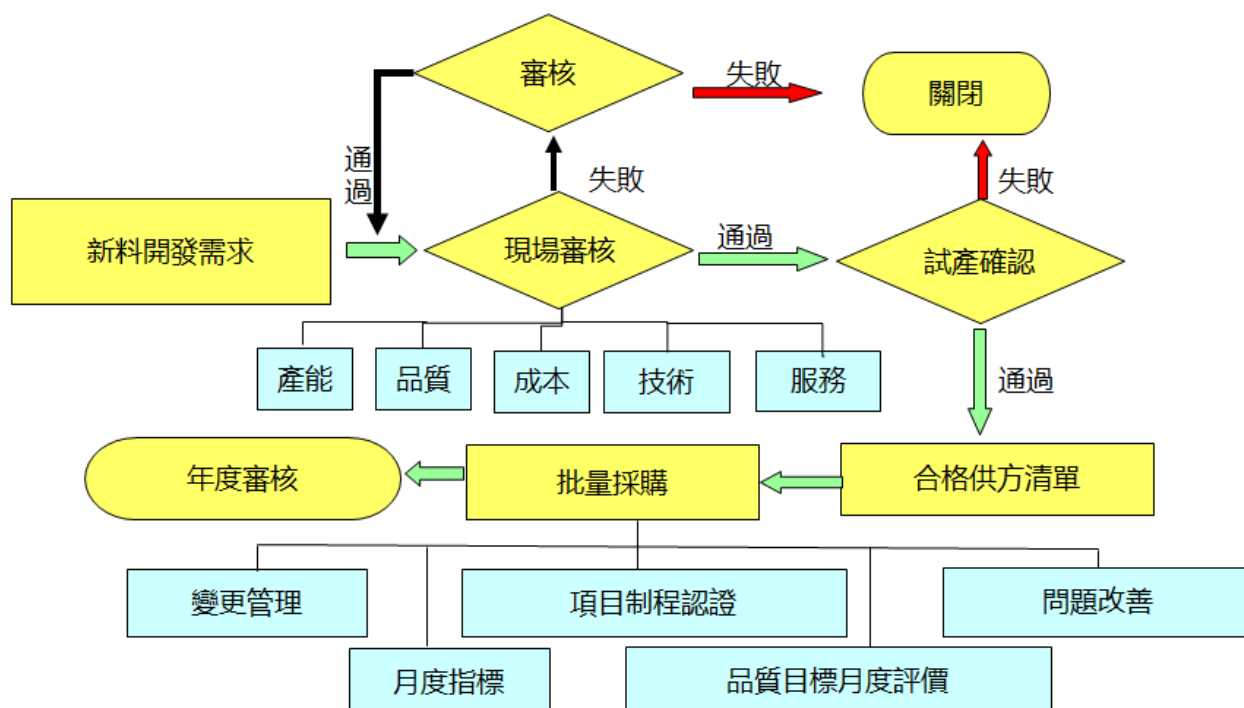 審核
失敗
關閉
通
過
失敗
失敗
新料開發需求
現場審核
通過
試產確認
產能
品質
成本
技術
服務
通過
年度審核
批量採購
合格供方清單
變更管理
項目制程認證
問題改善
月度指標
品質目標月度評價